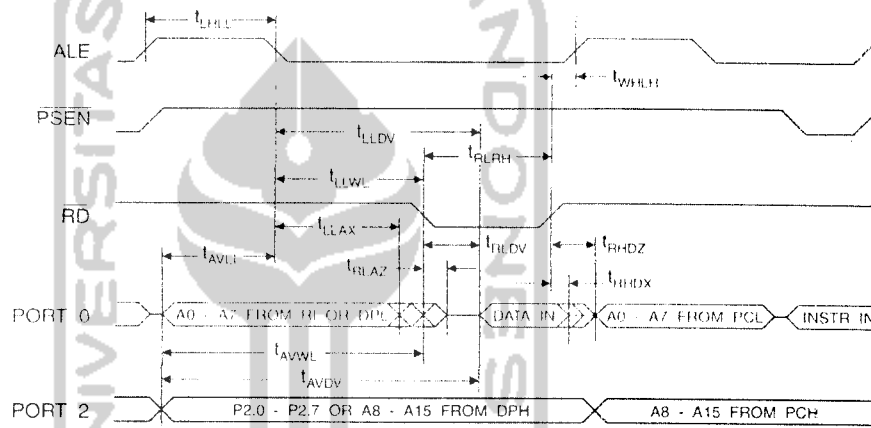 tLHLL
ALE
tWHLH
PSEN
tLLDV
tRLRH
tLLWL
RD
tLLAX
tRLDV
tRHDZ
tAVLL
tRLAZ
tRHDX
PORT 0
A0 - A7 FROM RI OR DPL
DATA IN
A0 - A7 FROM PCL
INSTR IN
tAVWL
tAVDV
PORT 2
P2.0 - P2.7 OR A8 - A15 FROM DPH
A8 - A15 FROM PCH
UNIVERSITAS
INDONESIA